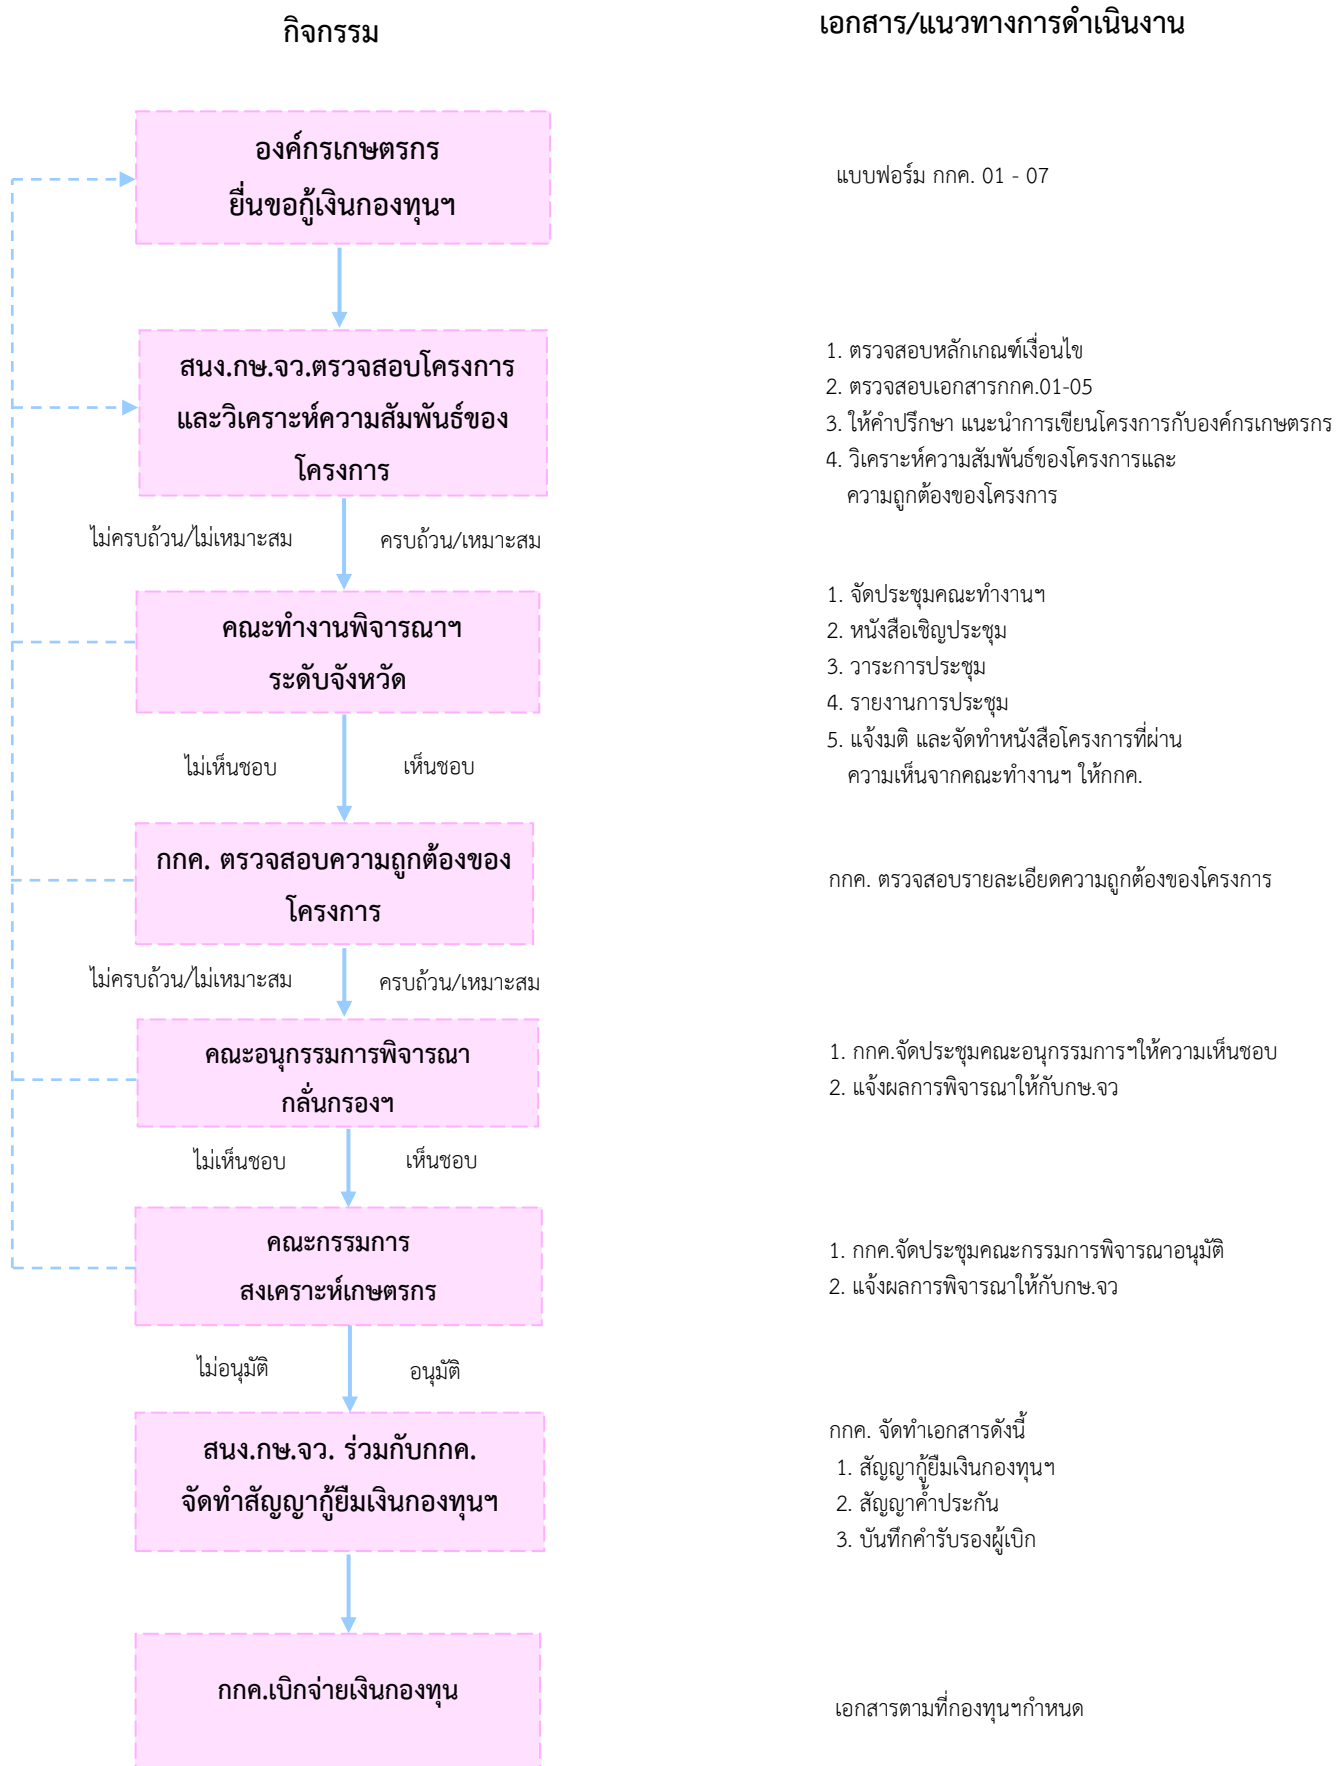 กิจกรรม
เอกสาร/แนวทางการดำเนินงาน
องค์กรเกษตรกร
ยื่นขอกู้เงินกองทุนฯ
แบบฟอร์ม กกค. 01 - 07
สนง.กษ.จว.ตรวจสอบโครงการ
และวิเคราะห์ความสัมพันธ์ของ
โครงการ
1. ตรวจสอบหลักเกณฑ์เงื่อนไข
2. ตรวจสอบเอกสารกกค.01-05
3. ให้คำปรึกษา แนะนำการเขียนโครงการกับองค์กรเกษตรกร
4. วิเคราะห์ความสัมพันธ์ของโครงการและ
ความถูกต้องของโครงการ
ไม่ครบถ้วน/ไม่เหมาะสม
ครบถ้วน/เหมาะสม
คณะทำงานพิจารณาฯ
ระดับจังหวัด
1. จัดประชุมคณะทำงานฯ
2. หนังสือเชิญประชุม
3. วาระการประชุม
4. รายงานการประชุม
5. แจ้งมติ และจัดทำหนังสือโครงการที่ผ่าน
ความเห็นจากคณะทำงานฯ ให้กกค.
ไม่เห็นชอบ
เห็นชอบ
กกค. ตรวจสอบความถูกต้องของ
โครงการ
กกค. ตรวจสอบรายละเอียดความถูกต้องของโครงการ
ไม่ครบถ้วน/ไม่เหมาะสม
ครบถ้วน/เหมาะสม
คณะอนุกรรมการพิจารณา
กลั่นกรองฯ
1. กกค.จัดประชุมคณะอนุกรรมการฯให้ความเห็นชอบ
2. แจ้งผลการพิจารณาให้กับกษ.จว
ไม่เห็นชอบ
เห็นชอบ
คณะกรรมการ
สงเคราะห์เกษตรกร
1. กกค.จัดประชุมคณะกรรมการพิจารณาอนุมัติ
2. แจ้งผลการพิจารณาให้กับกษ.จว
ไม่อนุมัติ
อนุมัติ
สนง.กษ.จว. ร่วมกับกกค.
จัดทำสัญญากู้ยืมเงินกองทุนฯ
กกค. จัดทำเอกสารดังนี้
1. สัญญากู้ยืมเงินกองทุนฯ
2. สัญญาค้ำประกัน
3. บันทึกคำรับรองผู้เบิก
กกค.เบิกจ่ายเงินกองทุน
เอกสารตามที่กองทุนฯกำหนด